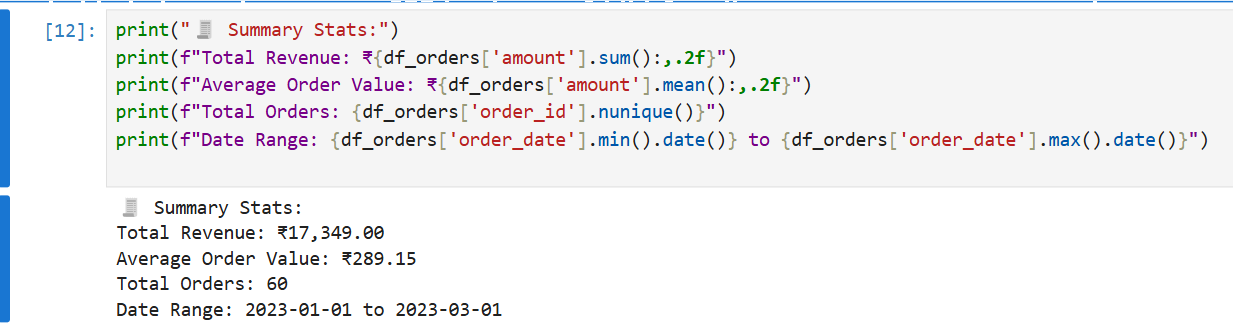 [12]: print("🧾 Summary Stats:")
print(f"Total Revenue: ₹{df_orders['amount'].sum():,.2f}")
print(f"Average Order Value: ₹{df_orders['amount'].mean():,.2f}")
print(f"Total Orders: {df_orders['order_id'].nunique()}")
print(f"Date Range: {df_orders['order_date'].min().date()} to {df_orders['order_date'].max().date()}")
🧾 Summary Stats:
Total Revenue: ₹17,349.00
Average Order Value: ₹289.15
Total Orders: 60
Date Range: 2023-01-01 to 2023-03-01